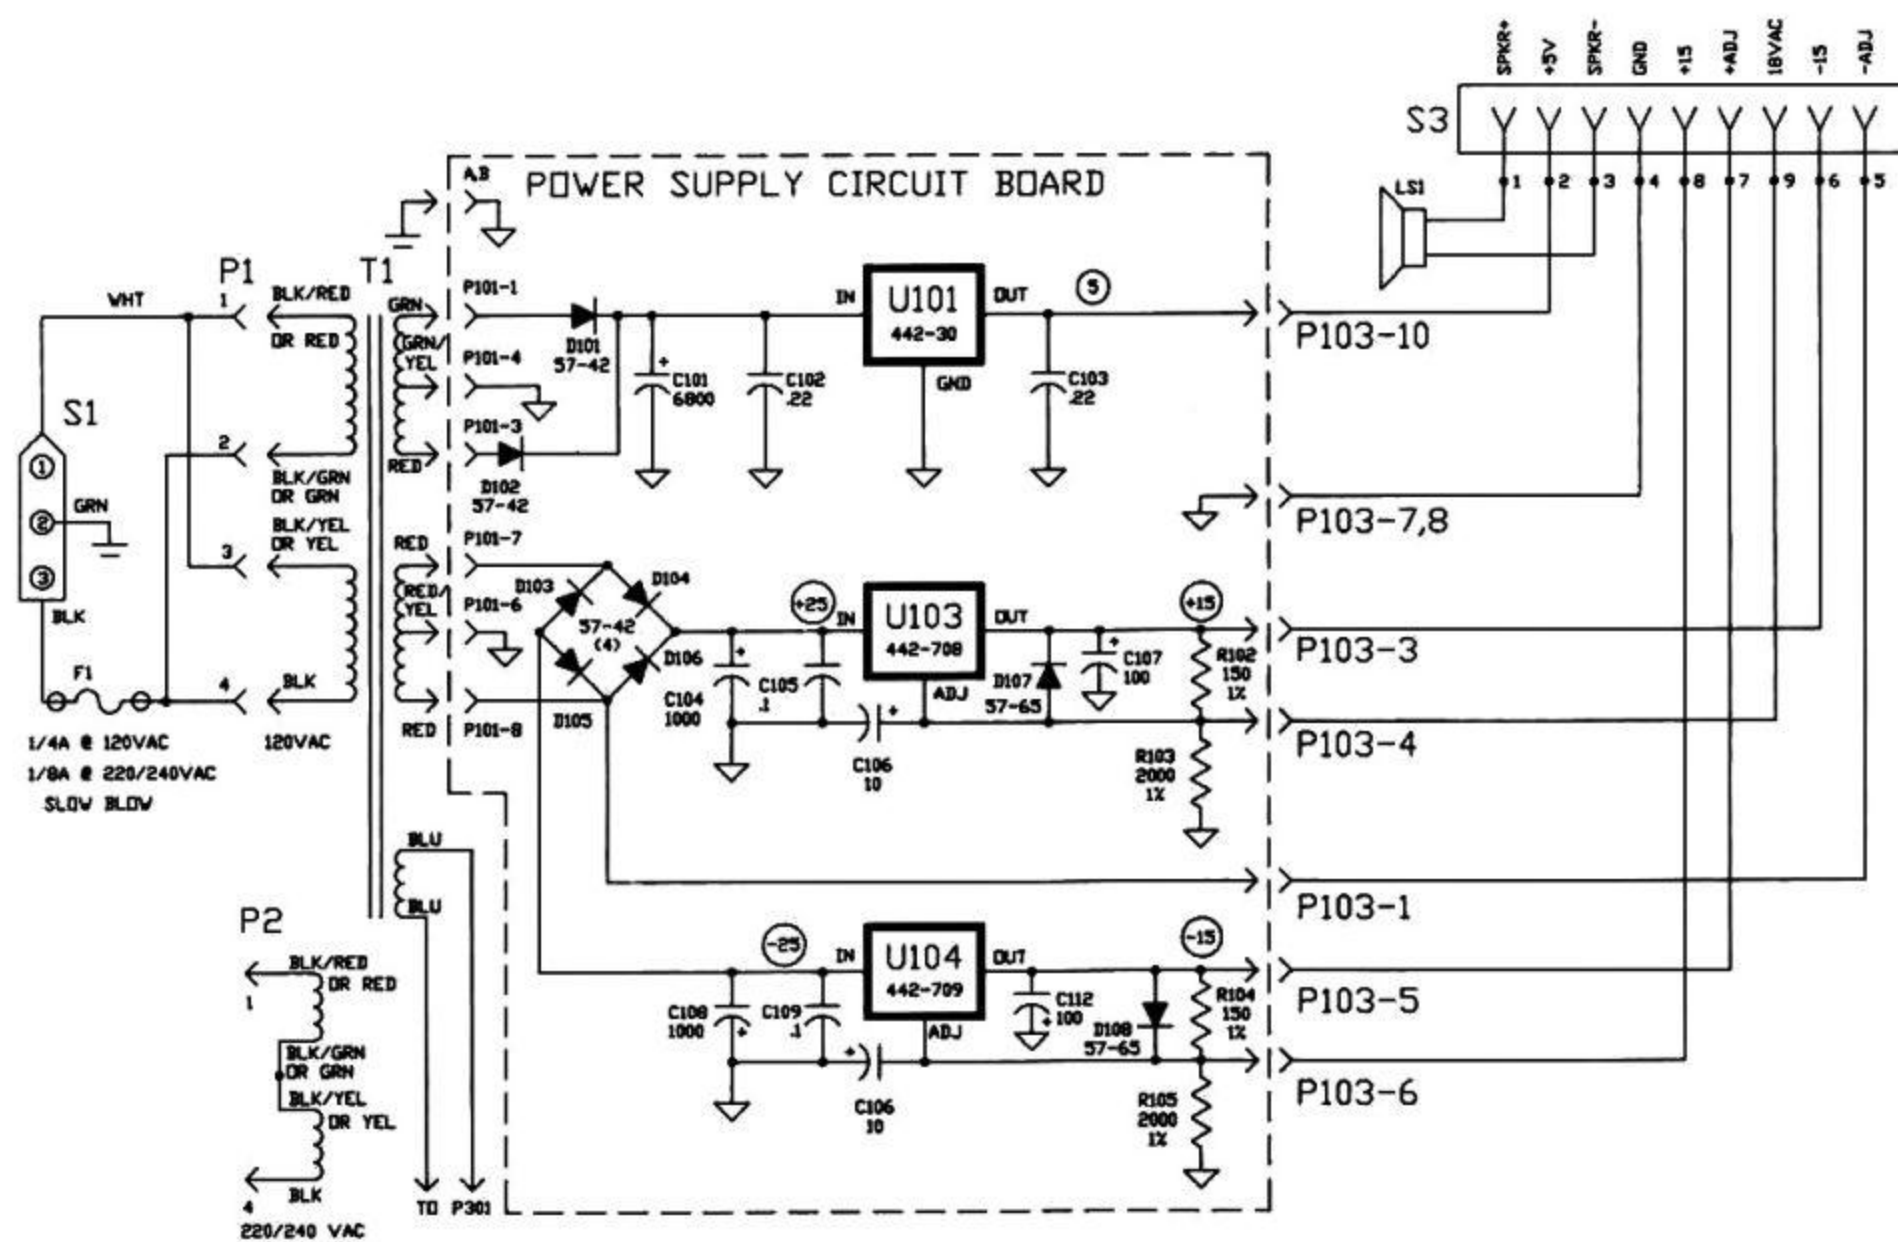 SPKR+
+5V
SPKR-
GND
+15
+ADJ
18VAC
-15
-ADJ
S3
1 2 3 4 8 7 9 6 5
LS1
A,B
POWER SUPPLY CIRCUIT BOARD
P1
T1
WHT
1
BLK/RED
OR RED
GRN
P101-1
D101
57-42
IN
U101
442-30
OUT
5
GND
P103-10
GRN/
YEL
P101-4
C101
6800
C102
.22
C103
.22
S1
1
2
3
GRN
BLK
2
BLK/GRN
OR GRN
RED
P101-3
D102
57-42
P103-7,8
BLK/YEL
OR YEL
3
RED
P101-7
D103
D104
57-42
(4)
D105
D106
RED/
YEL
P101-6
+25
IN
U103
442-708
OUT
ADJ
+15
P103-3
C104
1000
C105
.1
D107
57-65
C107
100
R102
150
1%
F1
4
BLK
RED
P101-8
1/4A @ 120VAC
1/8A @ 220/240VAC
SLOW BLOW
120VAC
C106
10
P103-4
R103
2000
1%
BLU
BLU
P103-1
P2
BLK/RED
OR RED
1
BLK/GRN
OR GRN
BLK/YEL
OR YEL
BLK
4
220/240 VAC
TO P301
-25
IN
U104
442-709
OUT
ADJ
-15
P103-5
C108
1000
C109
.1
C112
100
D108
57-65
R104
150
1%
C106
10
P103-6
R105
2000
1%